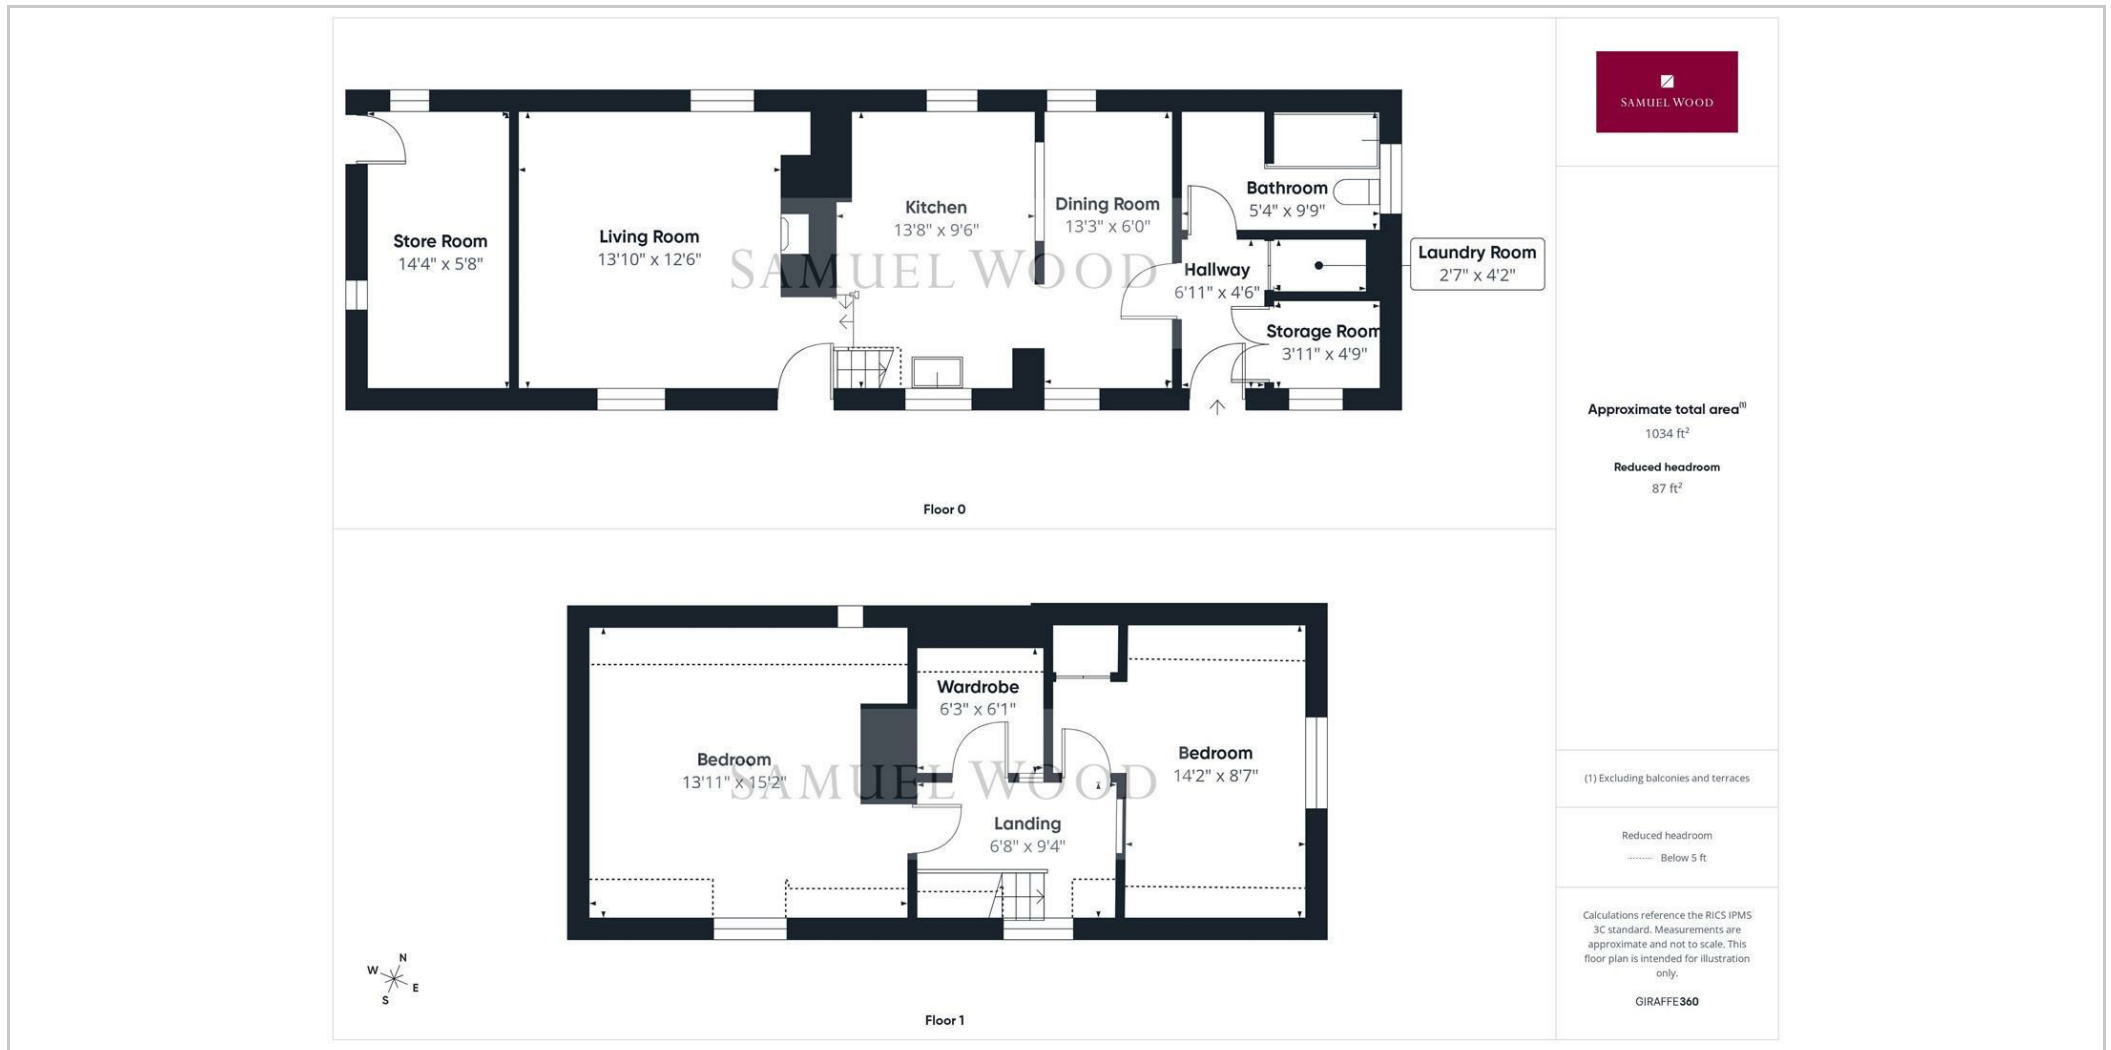 Store Room
14'4" x 5'8"
Living Room
13'10" x 12'6"
Kitchen
13'8" x 9'6"
Dining Room
13'3" x 6'0"
Bathroom
5'4" x 9'9"
Hallway
6'11" x 4'6"
Laundry Room
2'7" x 4'2"
Storage Room
3'11" x 4'9"
SAMUEL WOOD
Floor 0
Wardrobe
6'3" x 6'1"
Bedroom
13'11" x 15'2"
Bedroom
14'2" x 8'7"
Landing
6'8" x 9'4"
SAMUEL WOOD
N
W
E
S
Floor 1
SAMUEL WOOD
Approximate total area(1)
1034 ft²
Reduced headroom
87 ft²
(1) Excluding balconies and terraces
Reduced headroom
Below 5 ft
Calculations reference the RICS IPMS
3C standard. Measurements are
approximate and not to scale. This
floor plan is intended for illustration
only.
GIRAFFE360